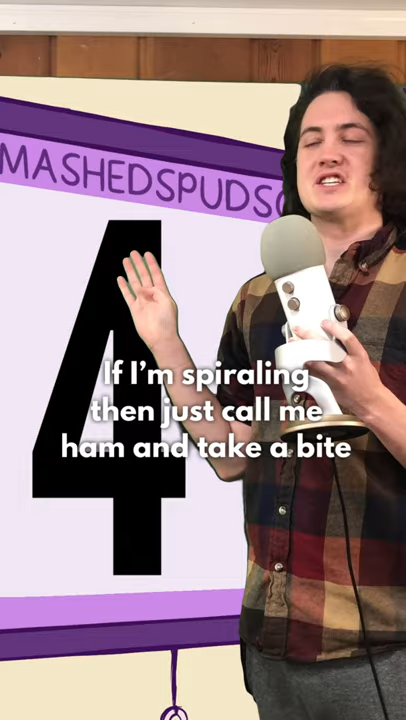 MASHEDSPUDS
4
If I'm spiraling
then just call me
ham and take a bite